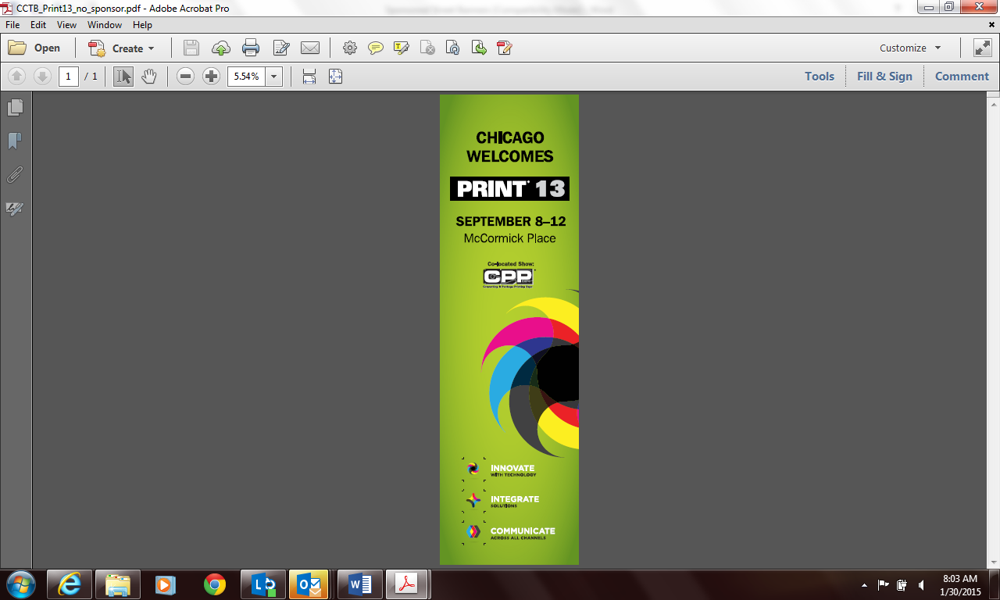 CCTB_Print13_no_sponsor.pdf - Adobe Acrobat Pro
File Edit View Window Help
Open Create Customize
1 / 1 5.54% Tools Fill & Sign Comment
CHICAGO
WELCOMES
PRINT® 13
SEPTEMBER 8–12
McCormick Place
Co-located Show:
CPP
INNOVATE
WITH TECHNOLOGY
INTEGRATE
SOLUTIONS
COMMUNICATE
ACROSS ALL CHANNELS
8:03 AM
1/30/2015